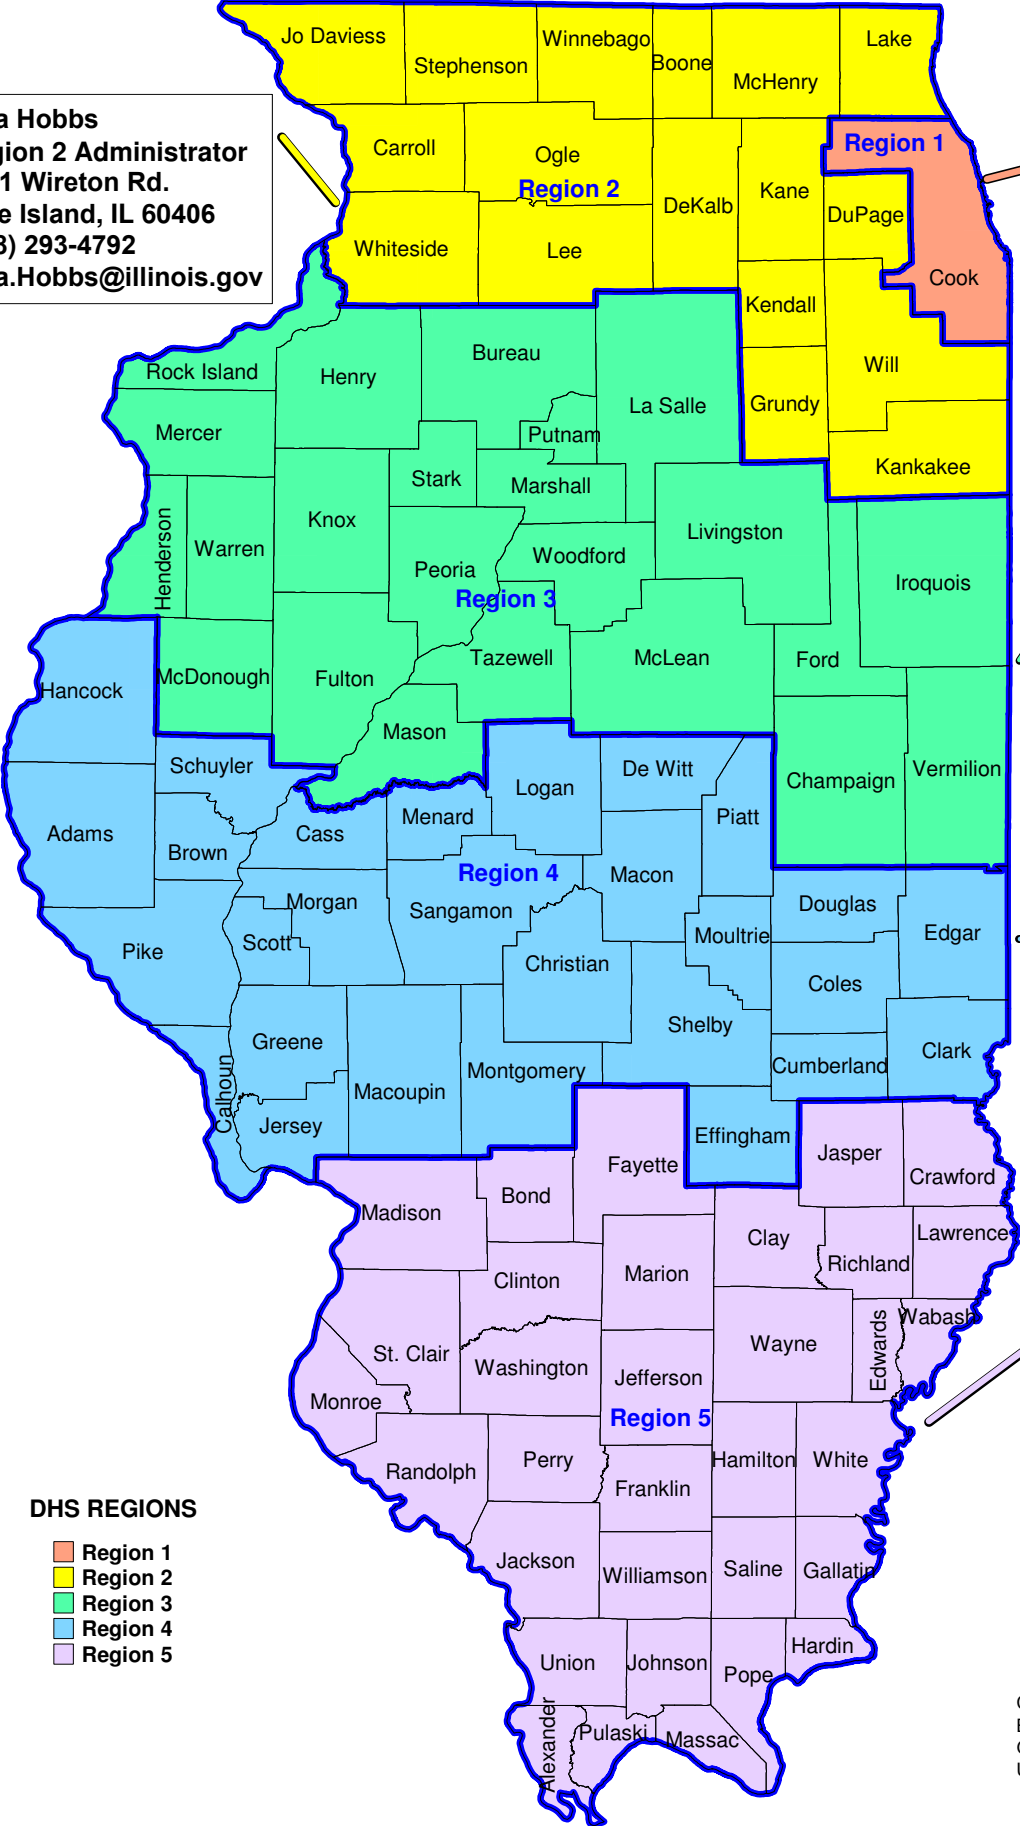 Jo Daviess
Stephenson
Winnebago
Boone
McHenry
Lake
a Hobbs
gion 2 Administrator
1 Wireton Rd.
e Island, IL 60406
3) 293-4792
a.Hobbs@illinois.gov
Carroll
Ogle
Region 2
DeKalb
Kane
Region 1
DuPage
Cook
Whiteside
Lee
Kendall
Will
Grundy
Kankakee
Rock Island
Henry
Bureau
La Salle
Mercer
Putnam
Stark
Marshall
Henderson
Warren
Knox
Peoria
Woodford
Livingston
Iroquois
Region 3
McDonough
Fulton
Tazewell
McLean
Ford
Mason
Champaign
Vermilion
Hancock
Schuyler
Logan
De Witt
Adams
Brown
Cass
Menard
Piatt
Region 4
Macon
Morgan
Sangamon
Douglas
Scott
Moultrie
Edgar
Pike
Christian
Coles
Shelby
Greene
Montgomery
Cumberland
Clark
Calhoun
Macoupin
Jersey
Effingham
Fayette
Jasper
Crawford
Madison
Bond
Clay
Richland
Lawrence
Clinton
Marion
Wabash
St. Clair
Washington
Jefferson
Wayne
Edwards
Monroe
Region 5
Randolph
Perry
Franklin
Hamilton
White
Jackson
Williamson
Saline
Gallatin
Union
Johnson
Pope
Hardin
Alexander
Pulaski
Massac
DHS REGIONS
Region 1
Region 2
Region 3
Region 4
Region 5